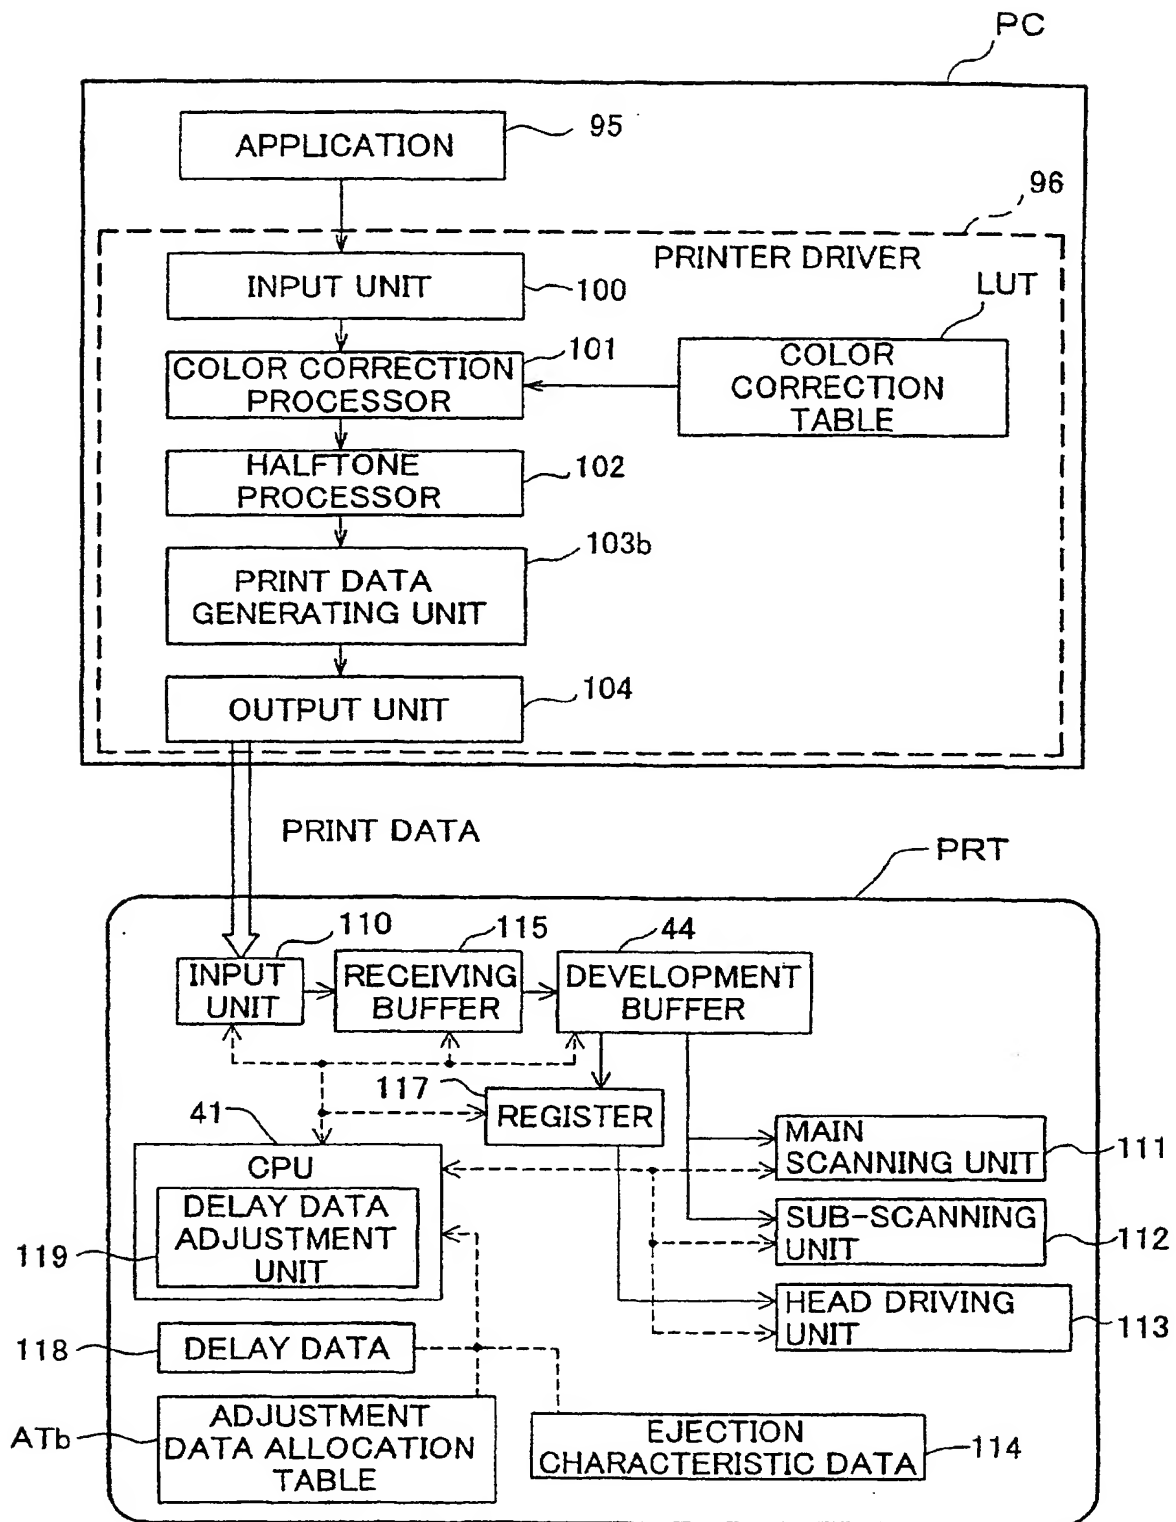 PC
APPLICATION
95
96
PRINTER DRIVER
INPUT UNIT
100
LUT
COLOR CORRECTION
PROCESSOR
101
COLOR
CORRECTION
TABLE
HALFTONE
PROCESSOR
102
PRINT DATA
GENERATING UNIT
103b
OUTPUT UNIT
104
PRINT DATA
PRT
INPUT
UNIT
110
RECEIVING
BUFFER
115
DEVELOPMENT
BUFFER
44
117
REGISTER
41
CPU
DELAY DATA
ADJUSTMENT
UNIT
119
MAIN
SCANNING UNIT
111
SUB-SCANNING
UNIT
112
HEAD DRIVING
UNIT
113
118
DELAY DATA
ATb
ADJUSTMENT
DATA ALLOCATION
TABLE
EJECTION
CHARACTERISTIC DATA
114